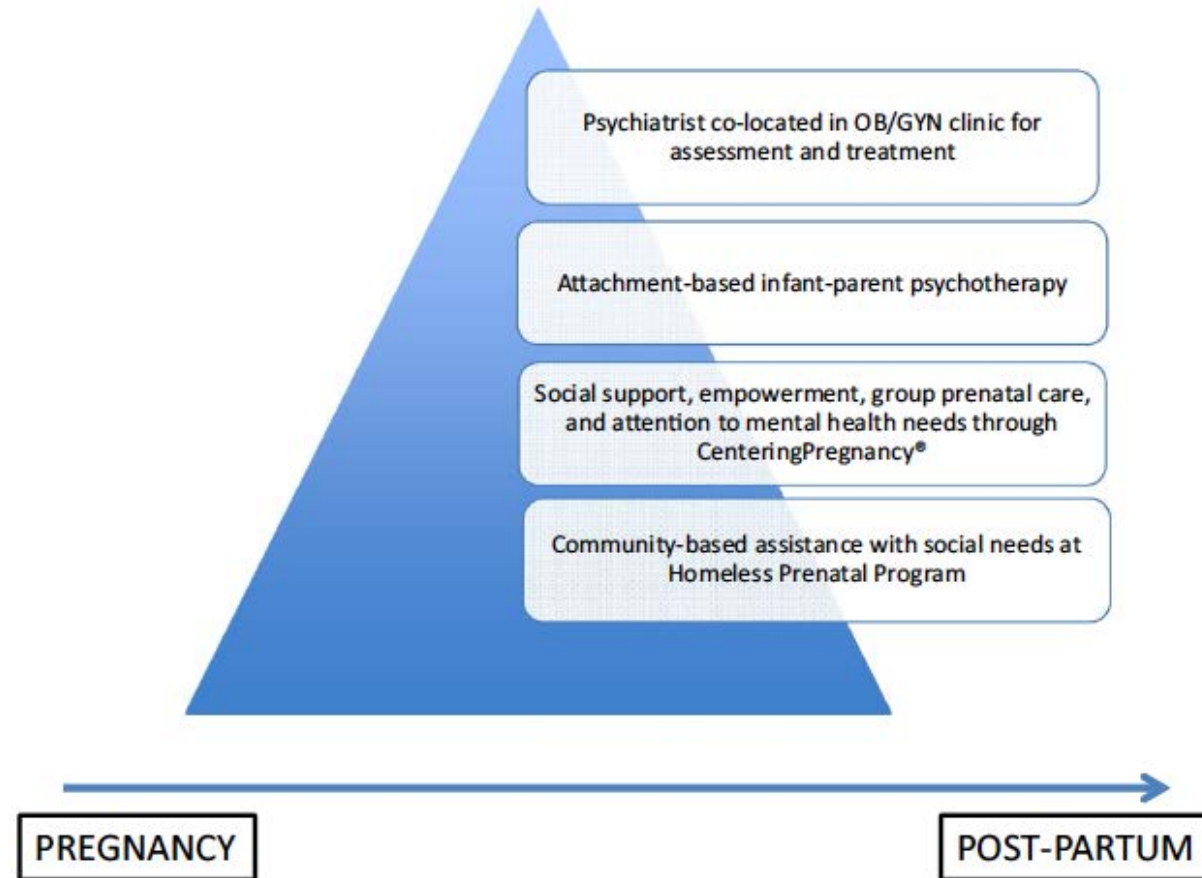 Psychiatrist co-located in OB/GYN clinic for
assessment and treatment
Attachment-based infant-parent psychotherapy
Social support, empowerment, group prenatal care,
and attention to mental health needs through
CenteringPregnancy®
Community-based assistance with social needs at
Homeless Prenatal Program
PREGNANCY
POST-PARTUM